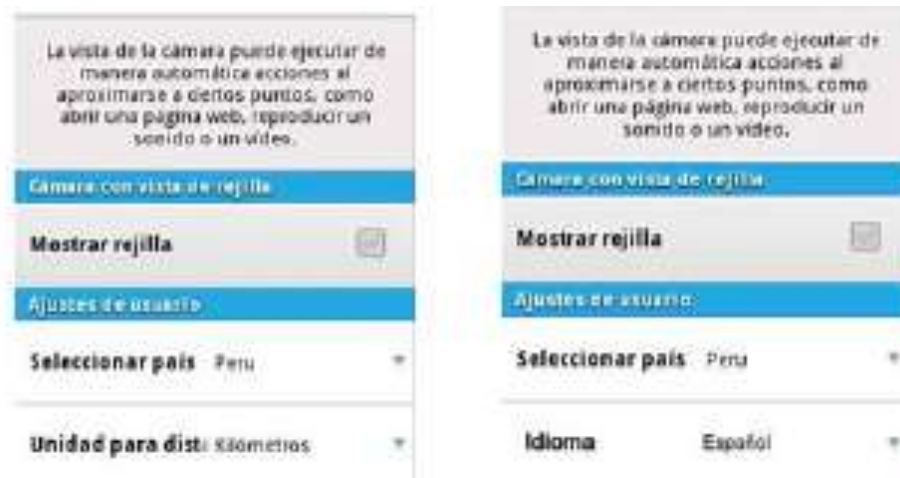 La vista de la cámara puede ejecutar de
manera automática acciones al
aproximarse a ciertos puntos, como
abrir una página web, reproducir un
sonido o un vídeo.
Cámara con vista de rejilla
Mostrar rejilla
Ajustes de usuario
Seleccionar país Peru
Unidad para dist: Kilómetros
La vista de la cámara puede ejecutar de
manera automática acciones al
aproximarse a ciertos puntos, como
abrir una página web, reproducir un
sonido o un vídeo.
Cámara con vista de rejilla
Mostrar rejilla
Ajustes de usuario
Seleccionar país Peru
Idioma Español